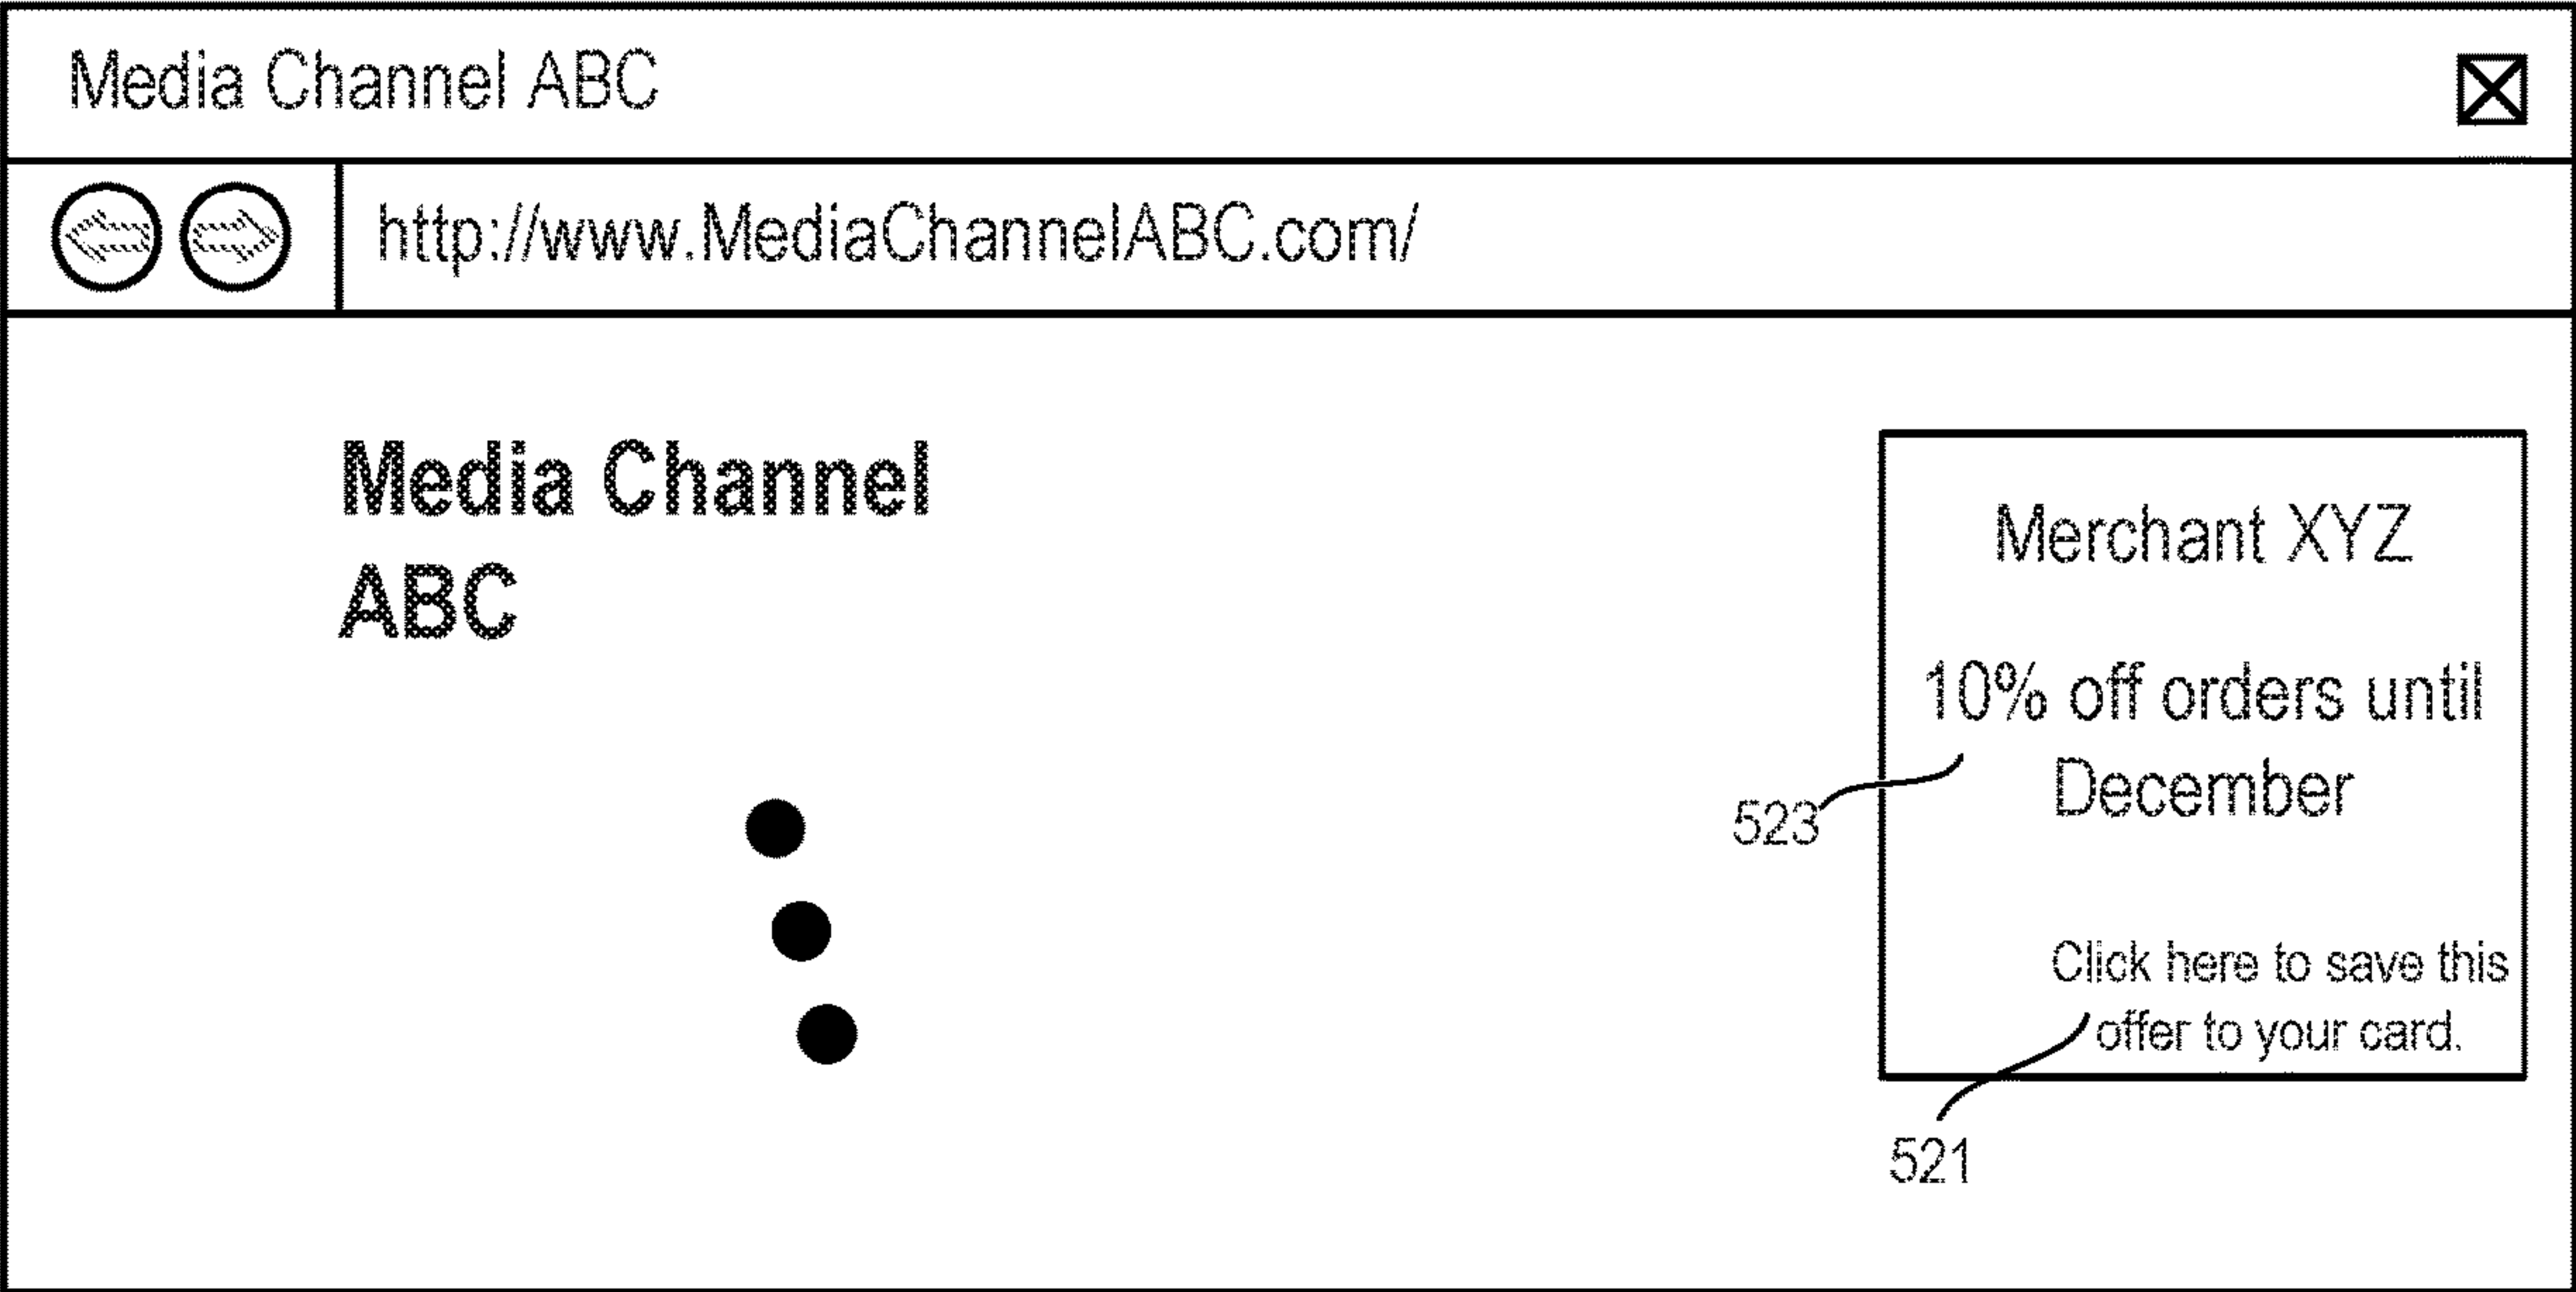 Media Channel ABC
http://www.MediaChannelABC.com/
Media Channel
ABC
Merchant XYZ
10% off orders until
December
523
Click here to save this
offer to your card.
521